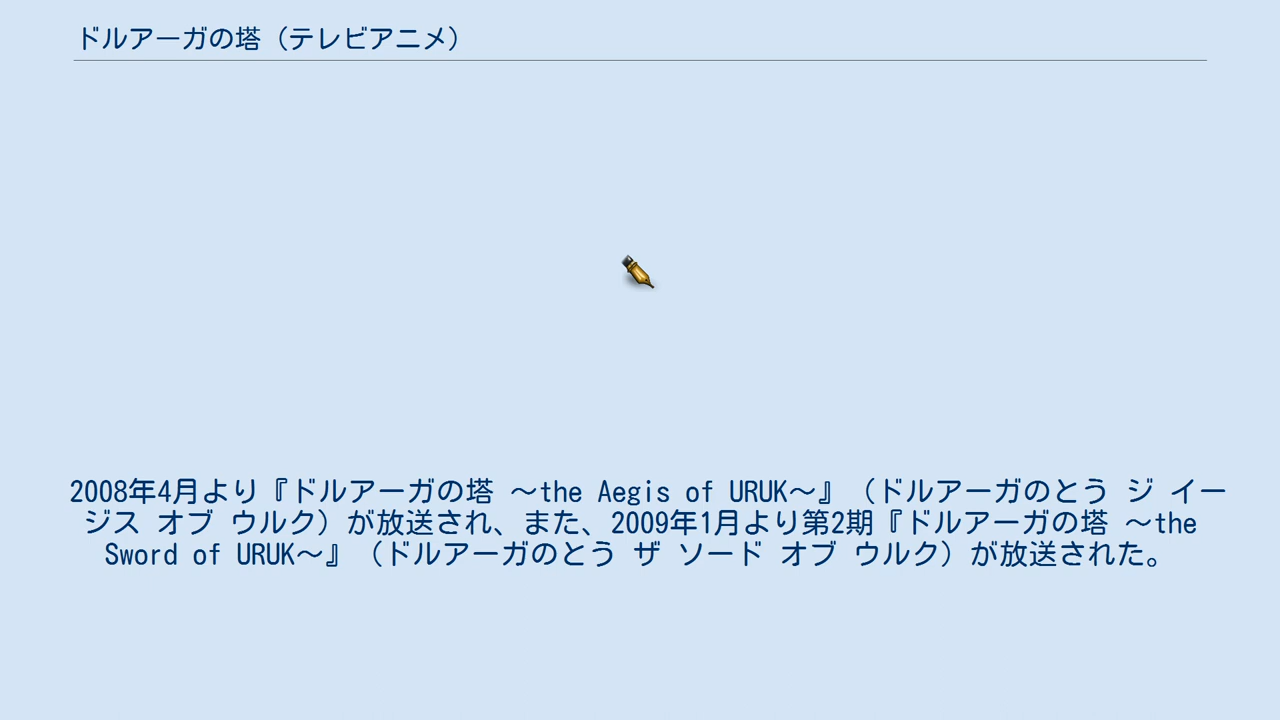 ドルアーガの塔（テレビアニメ）
2008年4月より『ドルアーガの塔 〜the Aegis of URUK〜』（ドルアーガのとう ジ イー
ジス オブ ウルク）が放送され、また、2009年1月より第2期『ドルアーガの塔 〜the
Sword of URUK〜』（ドルアーガのとう ザ ソード オブ ウルク）が放送された。